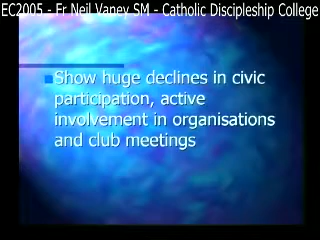 EC2005 - Fr Neil Vaney SM - Catholic Discipleship College
Show huge declines in civic
participation, active
involvement in organisations
and club meetings